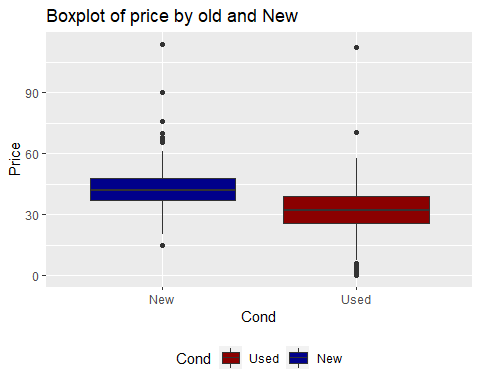 Boxplot of price by old and New
Price
90
60
30
0
New Used
Cond
Cond Used New